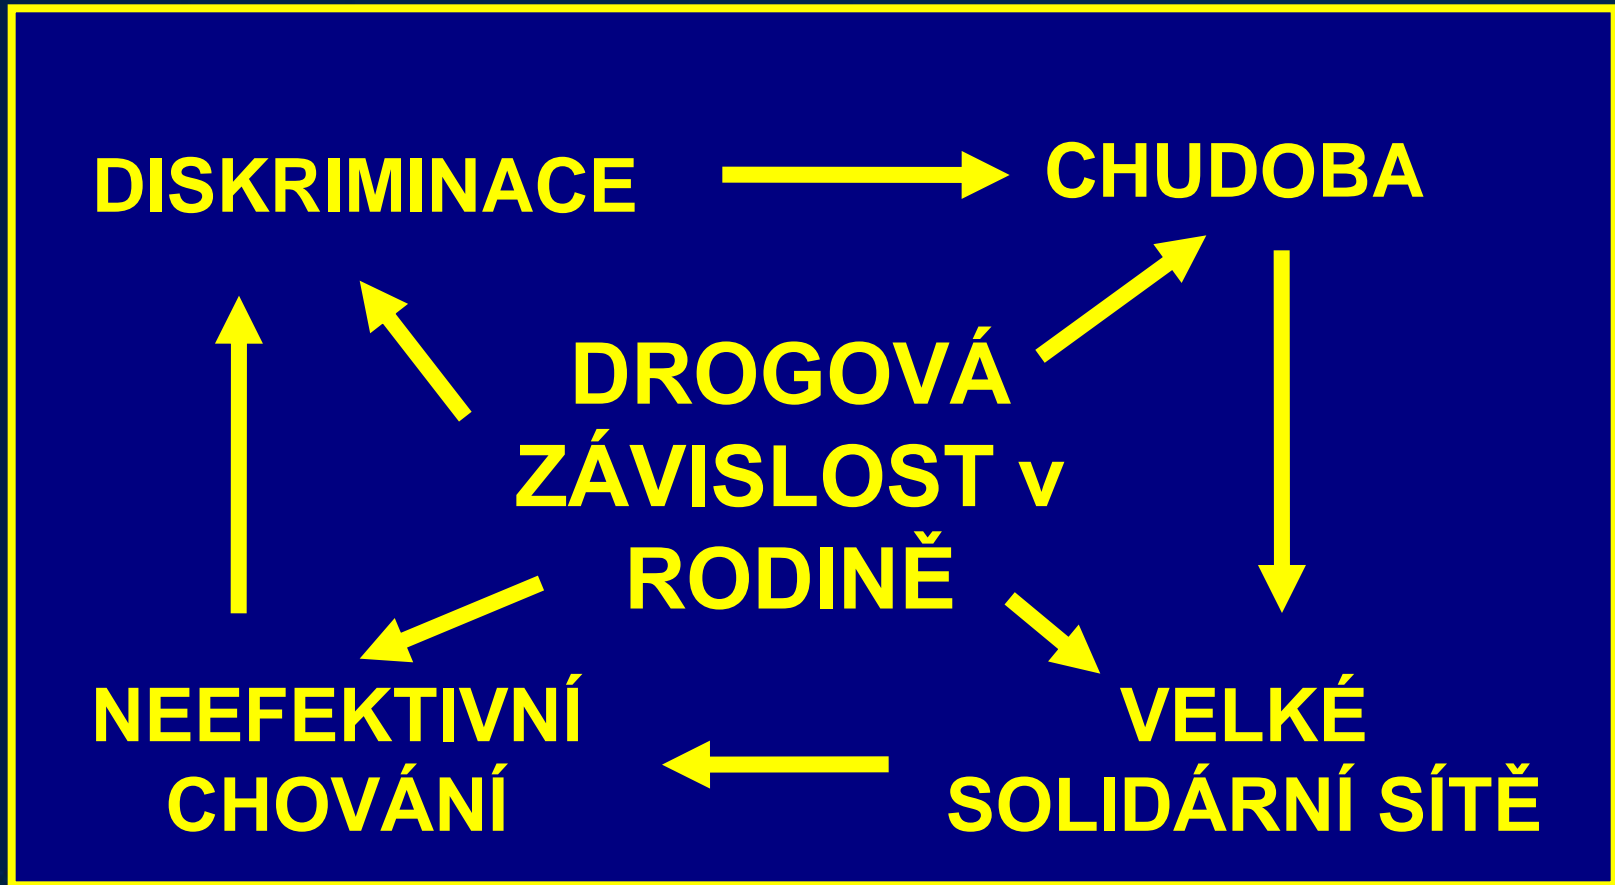 DISKRIMINACE
CHUDOBA
DROGOVÁ
ZÁVISLOST v
RODINĚ
NEEFEKTIVNÍ
CHOVÁNÍ
VELKÉ
SOLIDÁRNÍ SÍTĚ